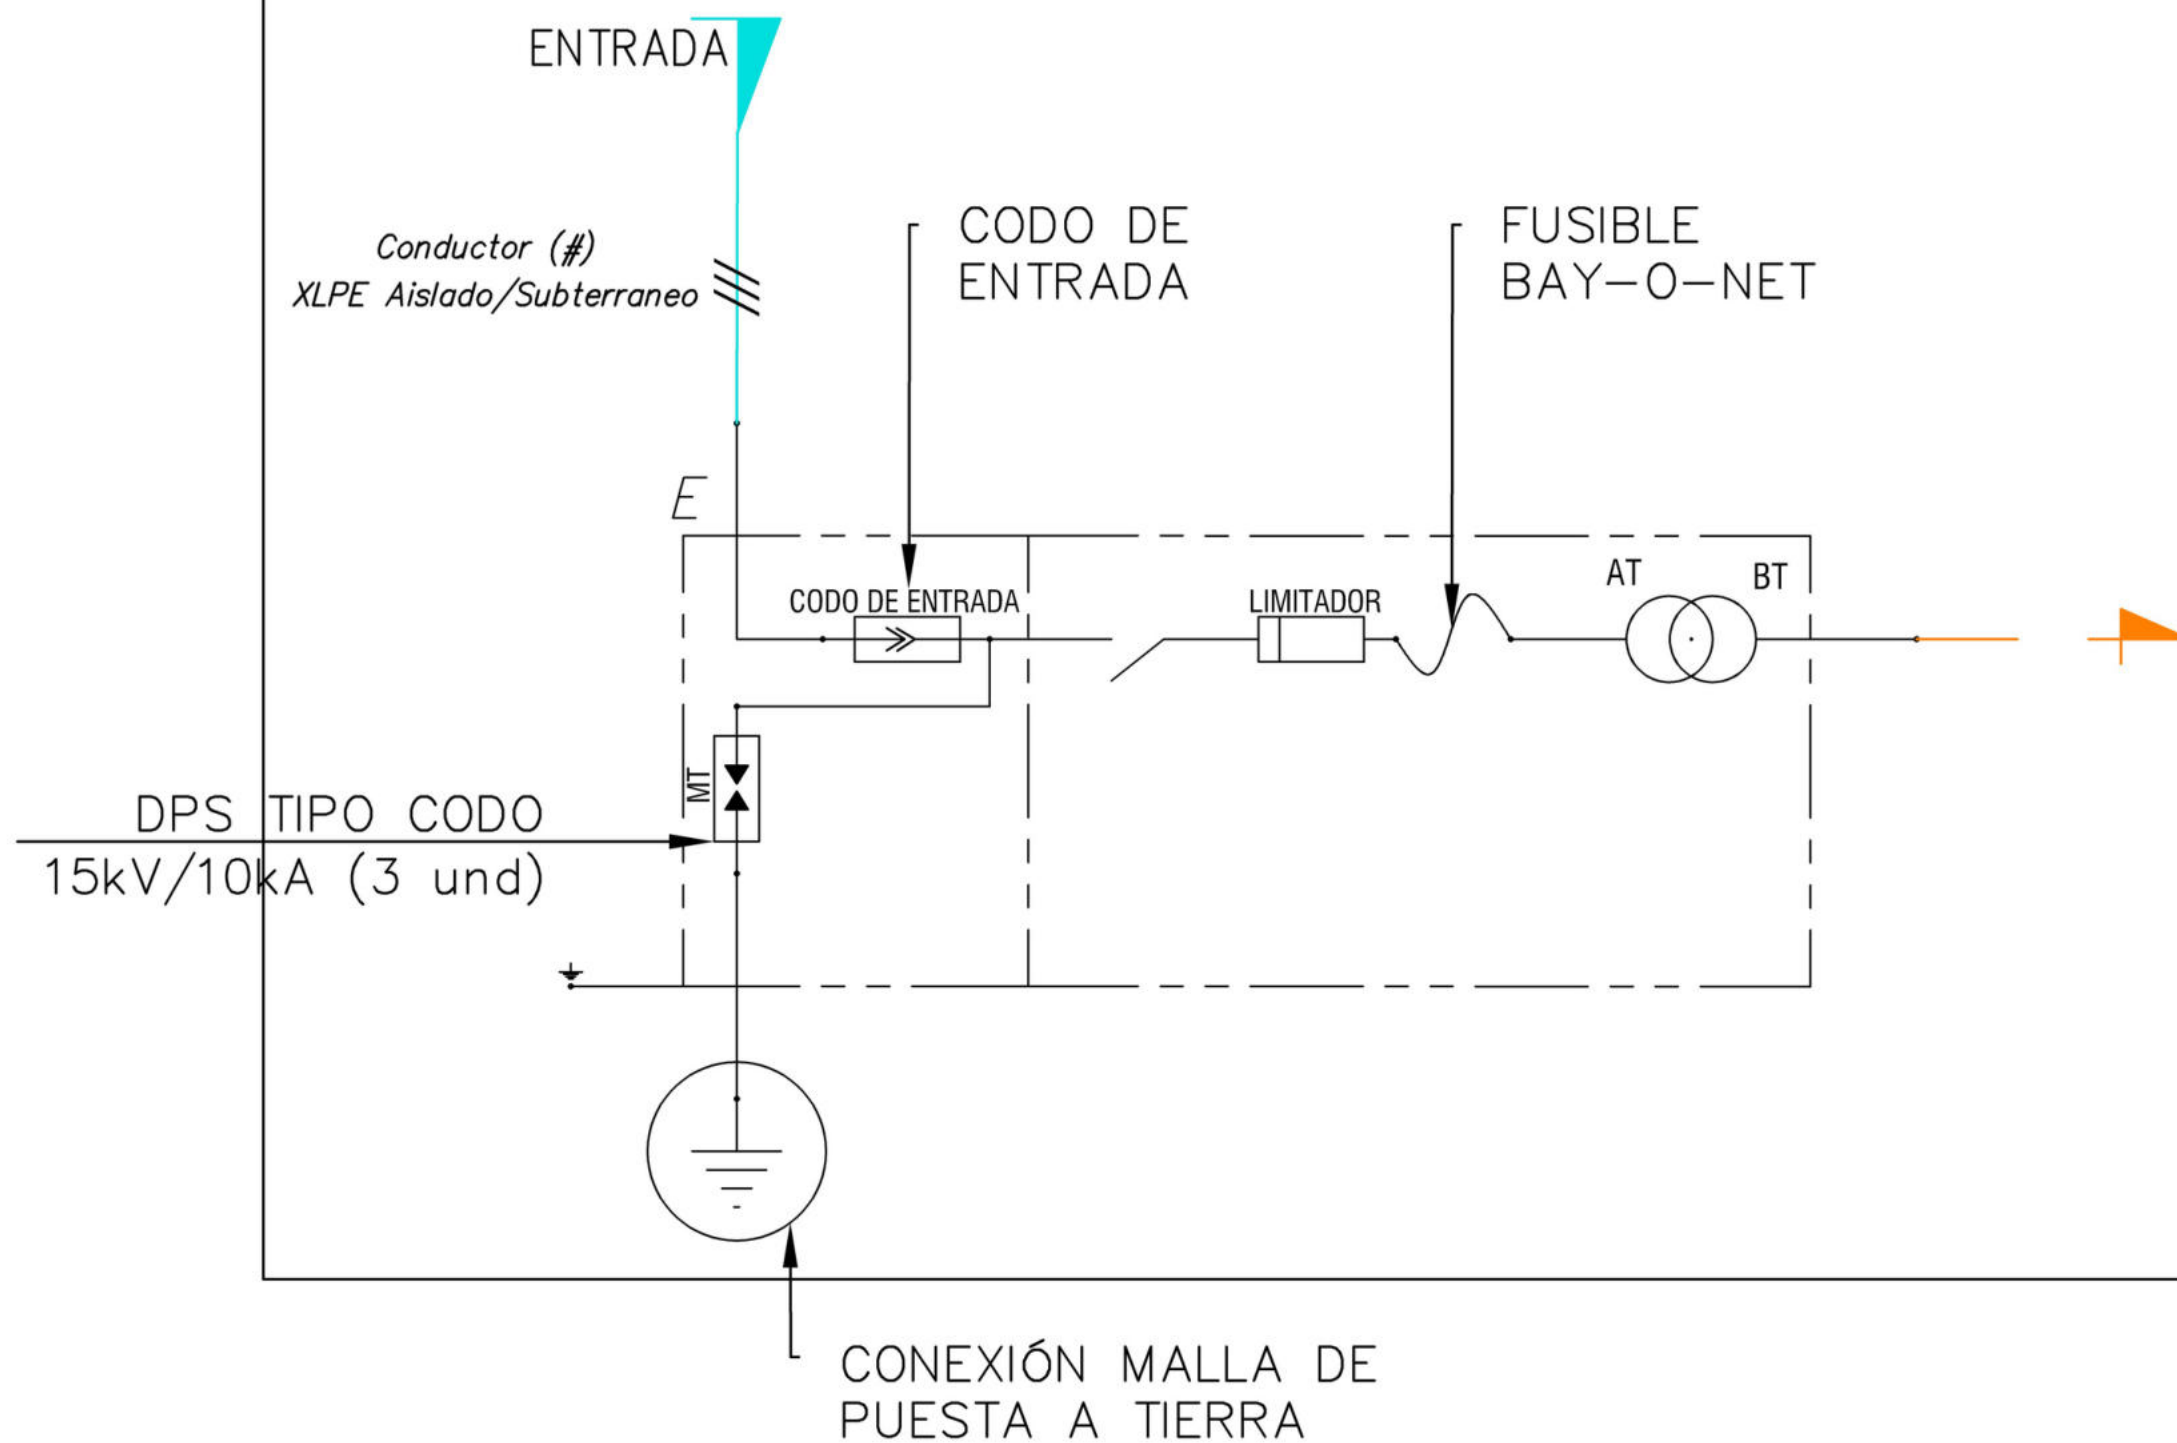 ENTRADA
Conductor (#)
XLPE Aislado/Subterraneo
CODO DE
ENTRADA
FUSIBLE
BAY-O-NET
E
CODO DE ENTRADA
LIMITADOR
AT
BT
MT
DPS TIPO CODO
15kV/10kA (3 und)
CONEXIÓN MALLA DE
PUESTA A TIERRA